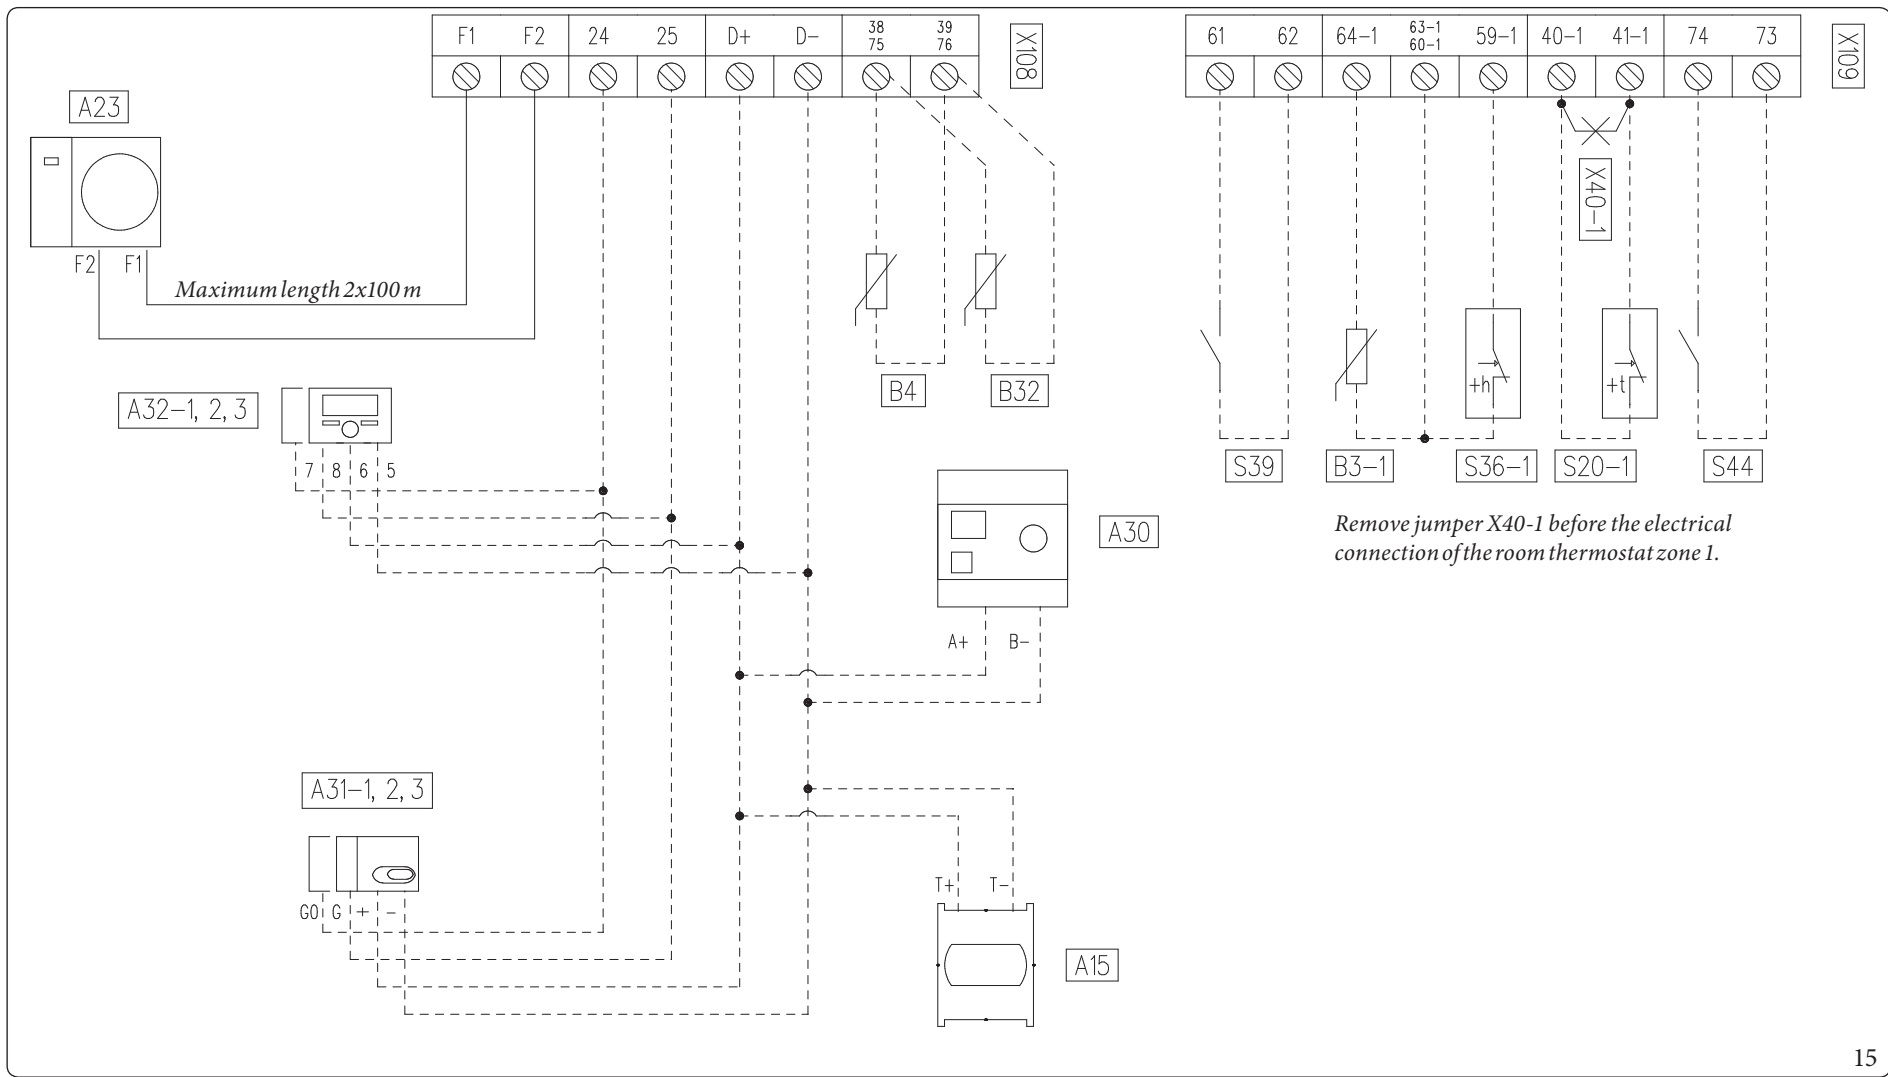 F1 F2 24 25 D+ D- 38 39
75 76
X108
61 62 64-1 63-1 59-1 40-1 41-1 74 73
60-1
X109
A23
F2 F1
Maximum length 2x100 m
X40-1
+h +t
B4 B32
A32-1, 2, 3
7 8 6 5
S39 B3-1 S36-1 S20-1 S44
Remove jumper X40-1 before the electrical
connection of the room thermostat zone 1.
A30
A+ B-
A31-1, 2, 3
G0 G + -
T+ T-
A15
15